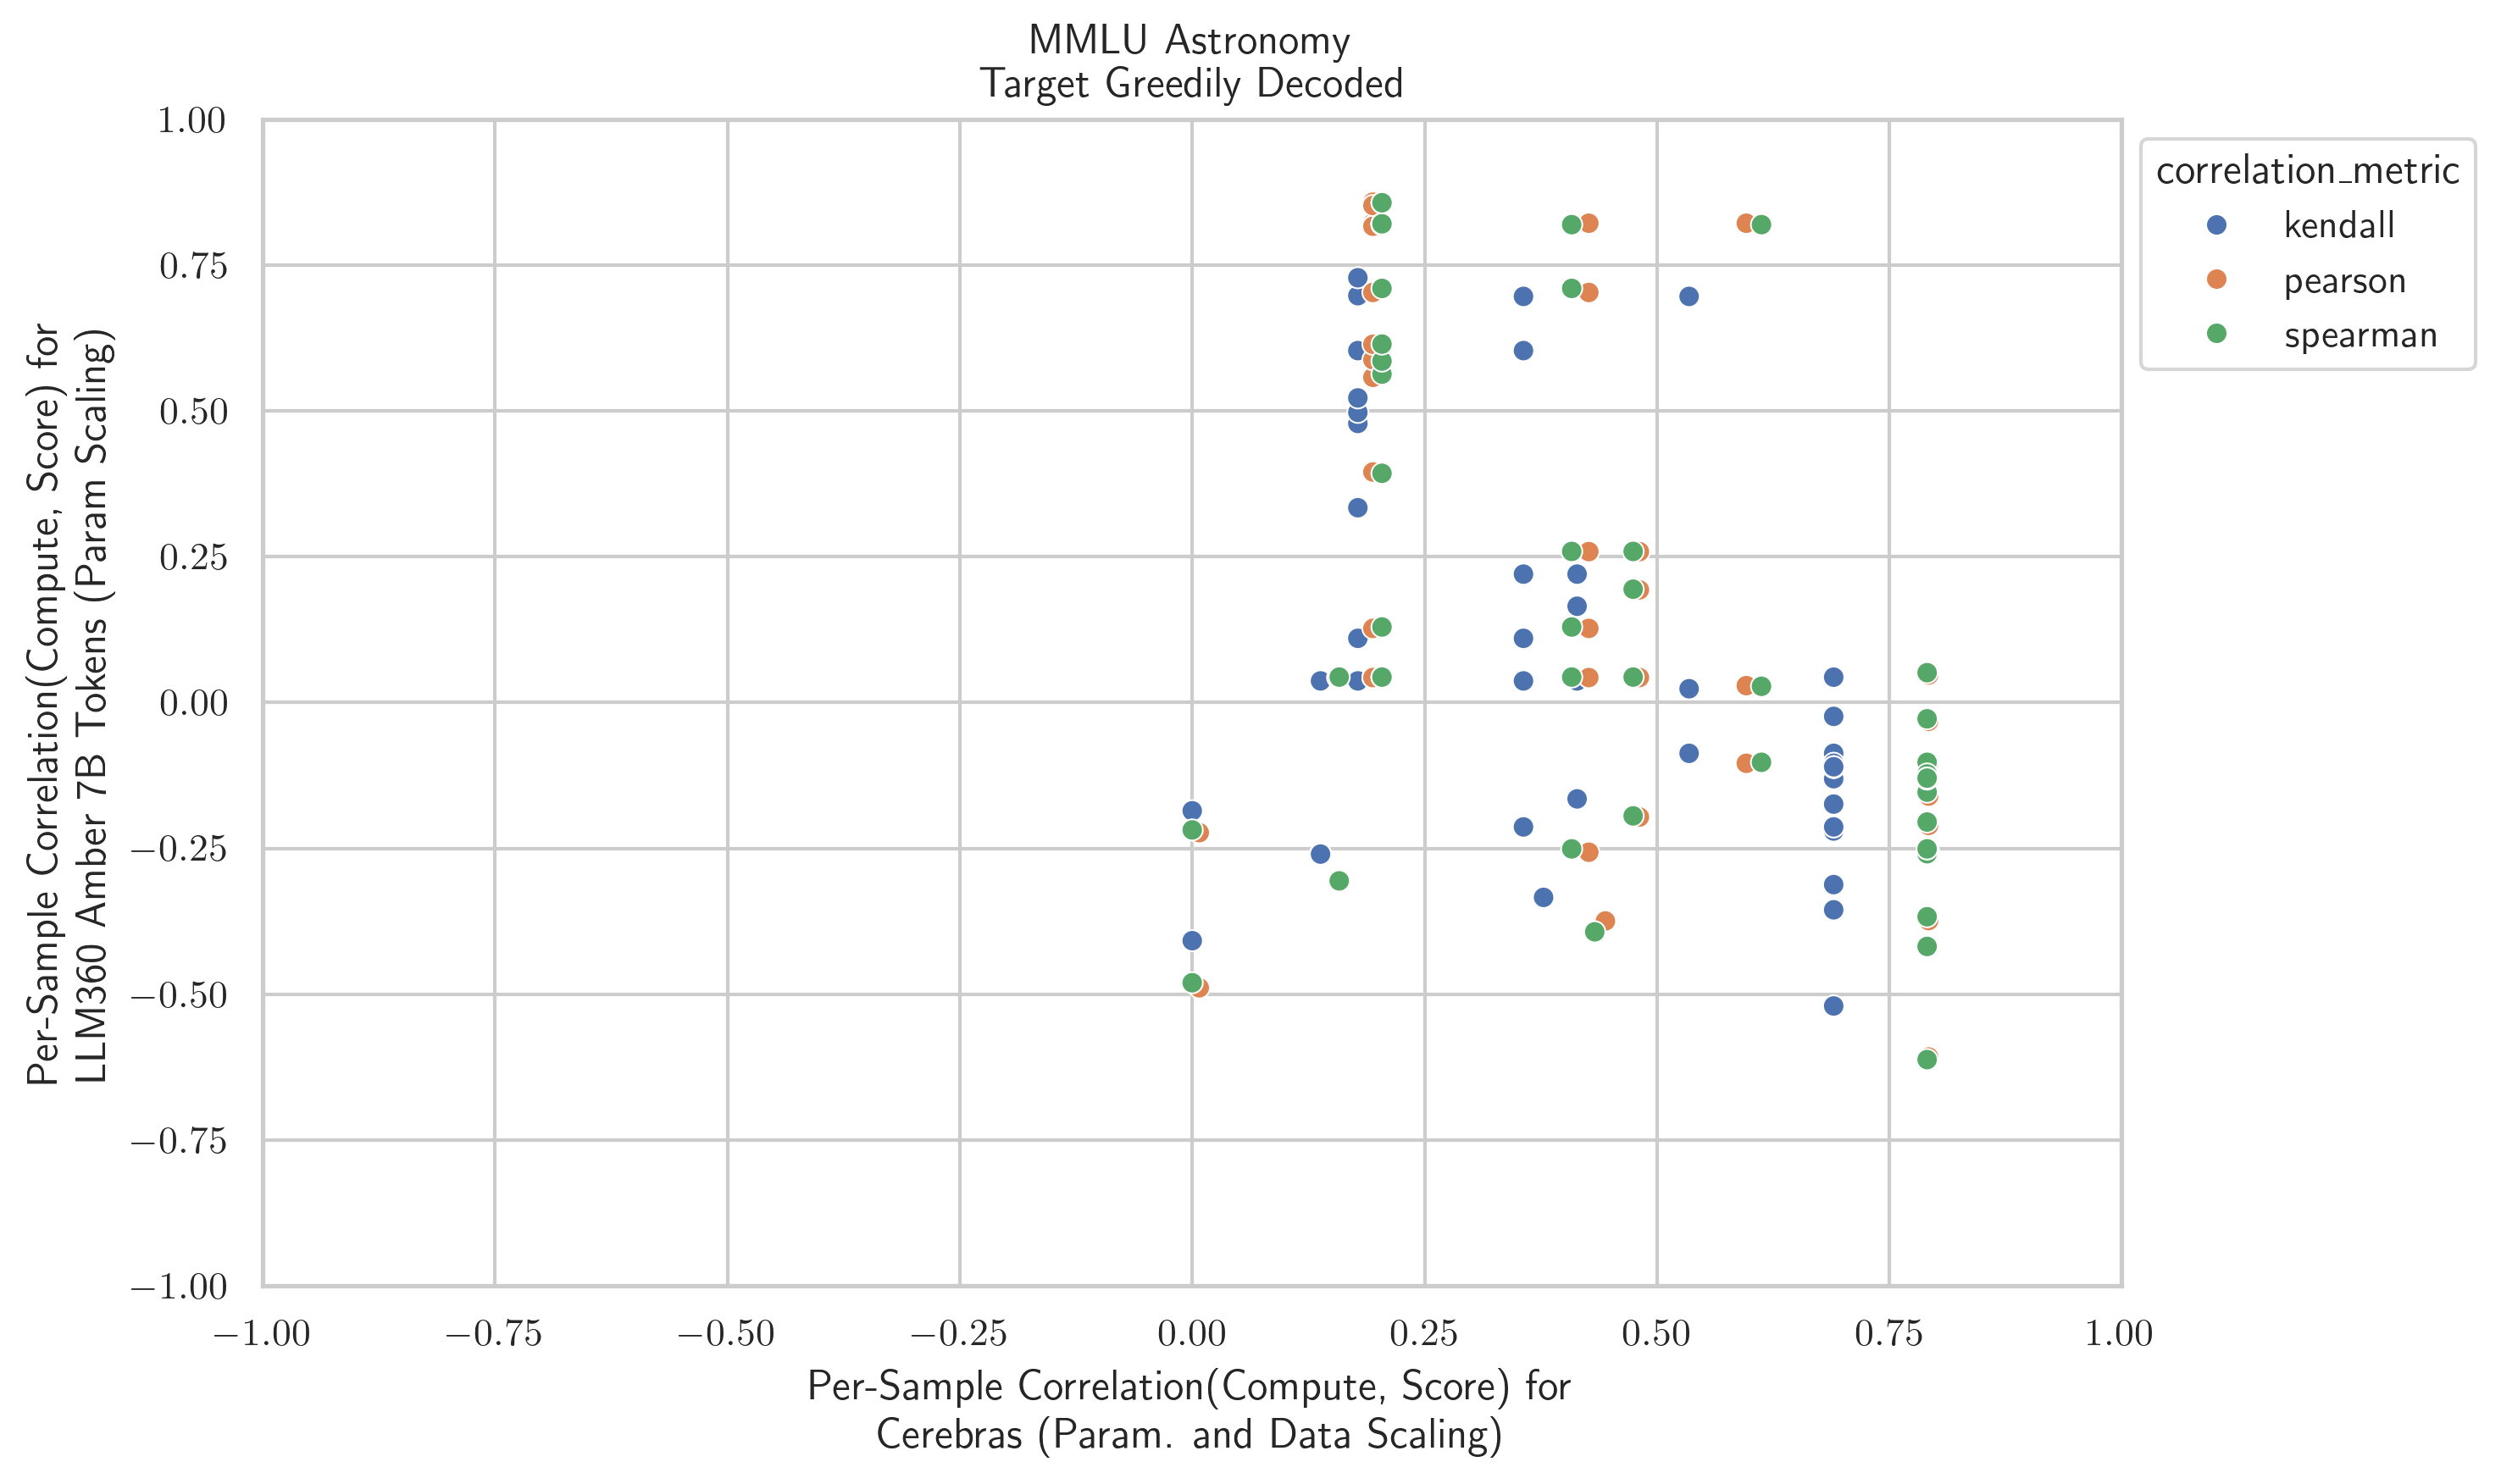 MMLU Astronomy
Target Greedily Decoded
1.00
0.75
0.50
0.25
0.00
−0.25
−0.50
−0.75
−1.00
Per-Sample Correlation(Compute, Score) for
LLM360 Amber 7B Tokens (Param Scaling)
−1.00 −0.75 −0.50 −0.25 0.00 0.25 0.50 0.75 1.00
Per-Sample Correlation(Compute, Score) for
Cerebras (Param. and Data Scaling)
correlation_metric
kendall
pearson
spearman